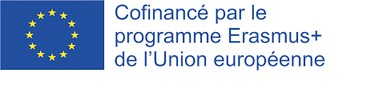 Cofinancé par le
programme Erasmus+
de l’Union européenne